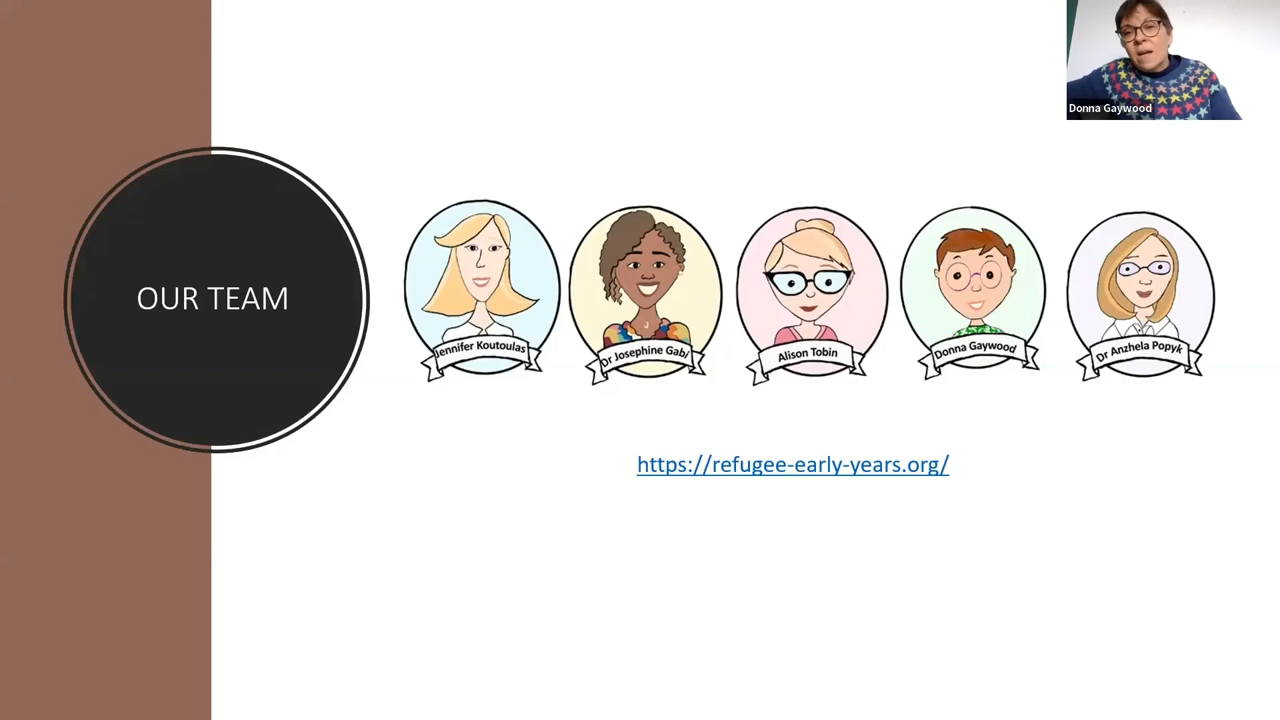 Donna Gaywood
OUR TEAM
Jennifer Koutoulas
Dr Josephine Gabi
Alison Tobin
Donna Gaywood
Dr Anzhela Popyk
https://refugee-early-years.org/